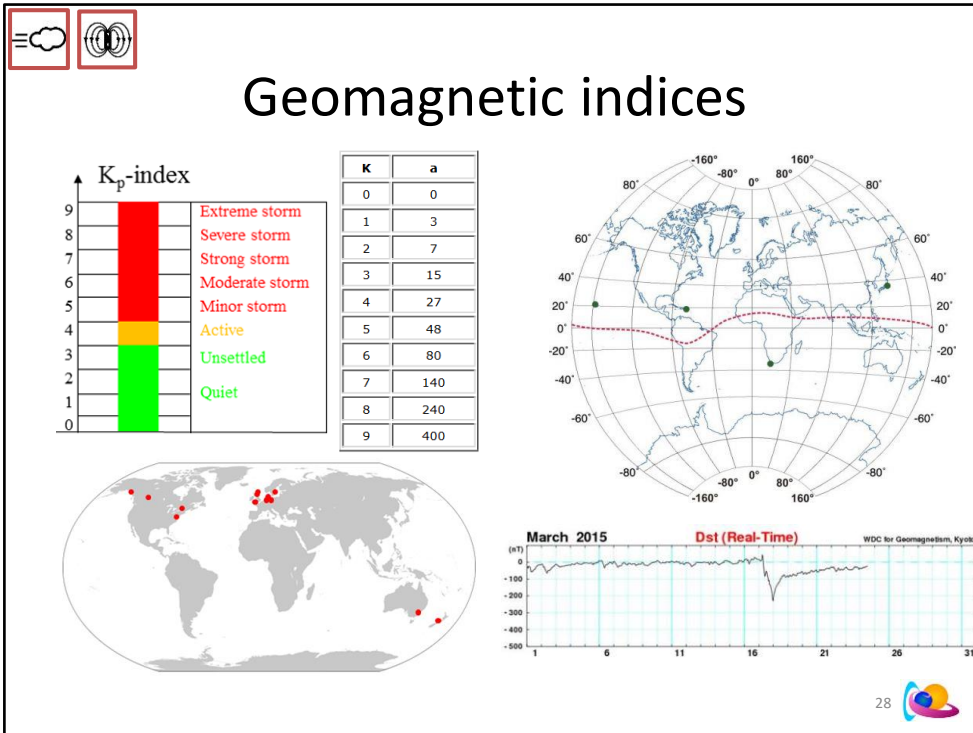 Geomagnetic indices
Kp-index
9 Extreme storm
8 Severe storm
7 Strong storm
6 Moderate storm
5 Minor storm
4 Active
3 Unsettled
2
Quiet
1
0
K a
0 0
1 3
2 7
3 15
4 27
5 48
6 80
7 140
8 240
9 400
-160° 160°
-80° 0° 80°
80° 80°
60° 60°
40° 40°
20° 20°
0° 0°
-20° -20°
-40° -40°
-60° -60°
-80° -80°
-80° 0° 80°
-160° 160°
March 2015 Dst (Real-Time) WDC for Geomagnetism, Kyoto
(nT)
0
-100
-200
-300
-400
-500
1 6 11 16 21 26 31
28